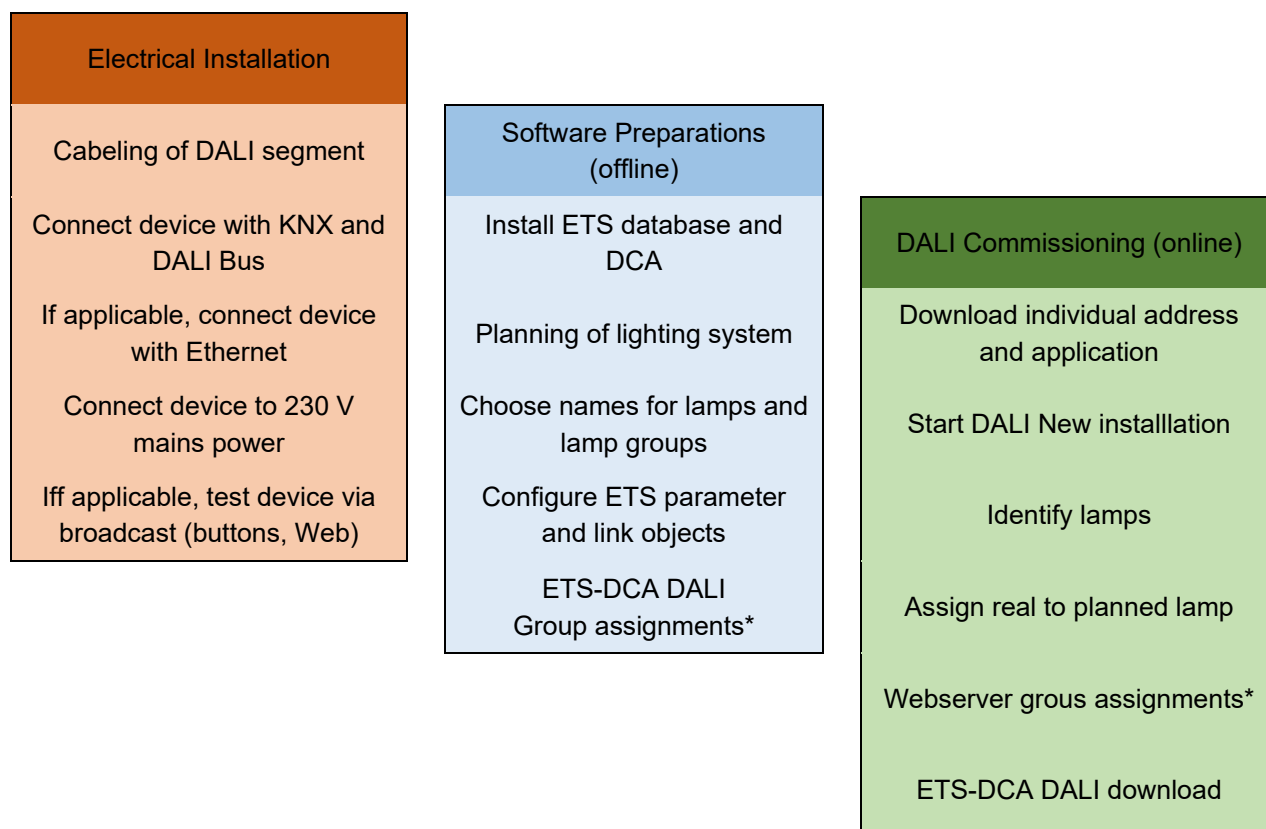 Electrical Installation
Cabeling of DALI segment
Connect device with KNX and
DALI Bus
If applicable, connect device
with Ethernet
Connect device to 230 V
mains power
Iff applicable, test device via
broadcast (buttons, Web)
Software Preparations
(offline)
Install ETS database and
DCA
Planning of lighting system
Choose names for lamps and
lamp groups
Configure ETS parameter
and link objects
ETS-DCA DALI
Group assignments*
DALI Commissioning (online)
Download individual address
and application
Start DALI New installlation
Identify lamps
Assign real to planned lamp
Webserver grous assignments*
ETS-DCA DALI download